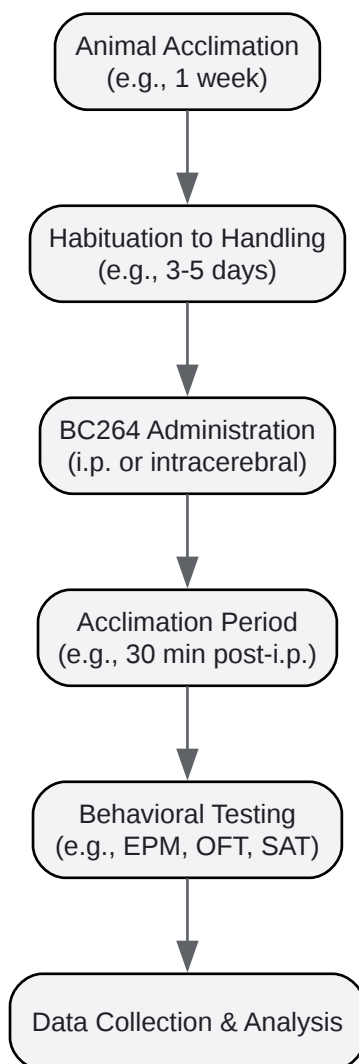 Animal Acclimation
(e.g., 1 week)
Habituation to Handling
(e.g., 3-5 days)
BC264 Administration
(i.p. or intracerebral)
Acclimation Period
(e.g., 30 min post-i.p.)
Behavioral Testing
(e.g., EPM, OFT, SAT)
Data Collection & Analysis